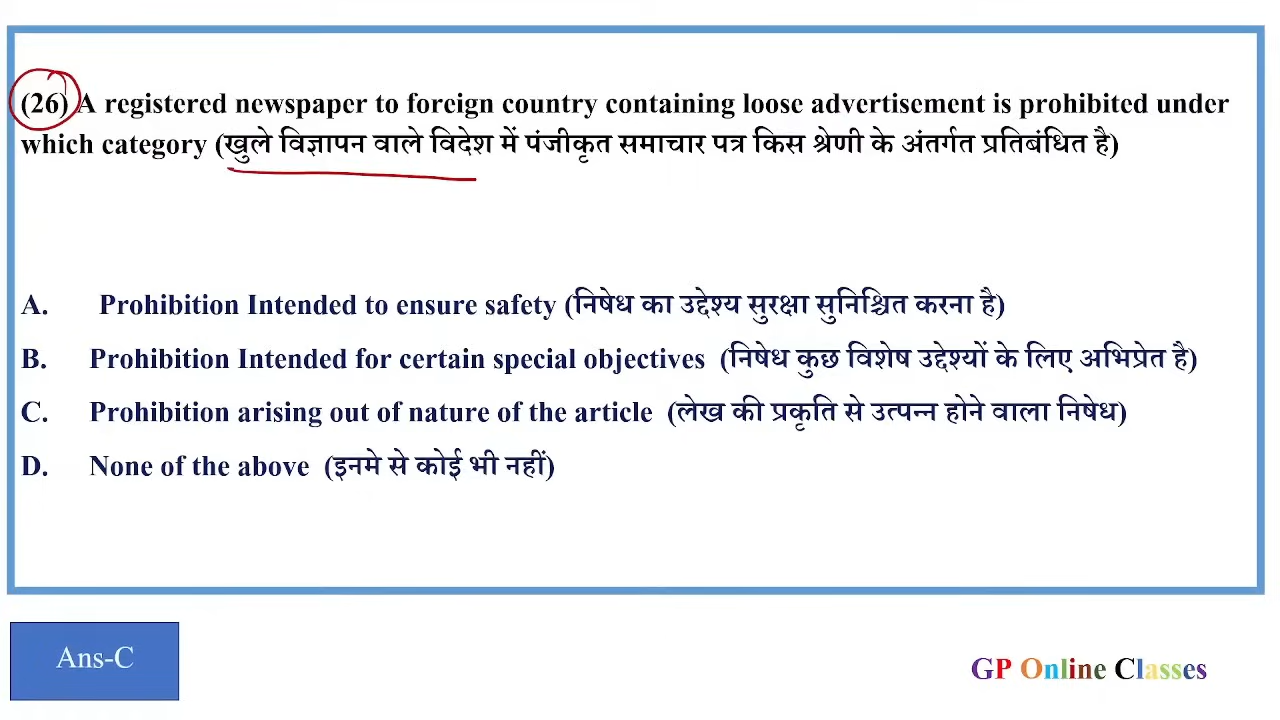 (26) A registered newspaper to foreign country containing loose advertisement is prohibited under
which category (खुले विज्ञापन वाले विदेश में पंजीकृत समाचार पत्र किस श्रेणी के अंतर्गत प्रतिबंधित है)
A. Prohibition Intended to ensure safety (निषेध का उद्देश्य सुरक्षा सुनिश्चित करना है)
B. Prohibition Intended for certain special objectives (निषेध कुछ विशेष उद्देश्यों के लिए अभिप्रेत है)
C. Prohibition arising out of nature of the article (लेख की प्रकृति से उत्पन्न होने वाला निषेध)
D. None of the above (इनमे से कोई भी नहीं)
Ans-C
GP Online Classes